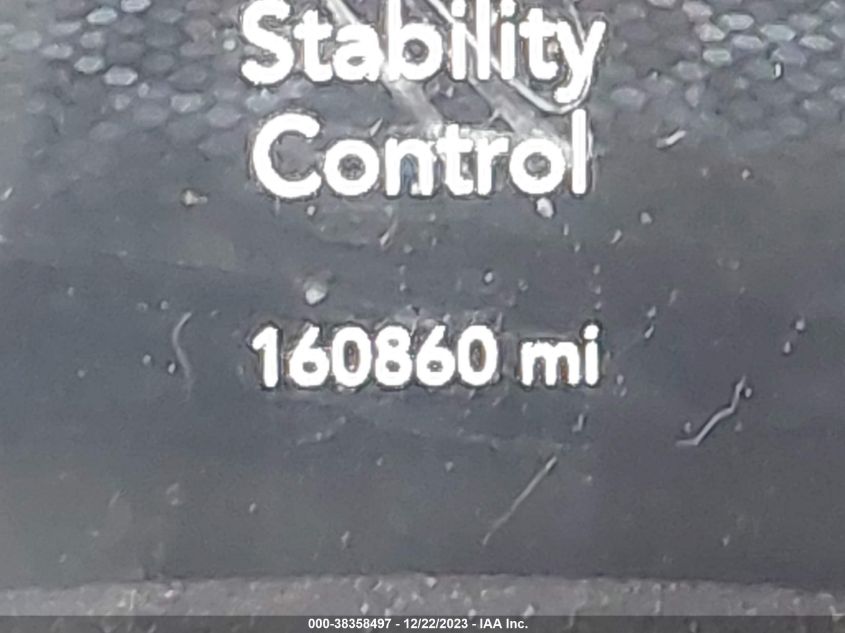 Stability
Control
160860 mi
000-38358497 - 12/22/2023 - IAA Inc.